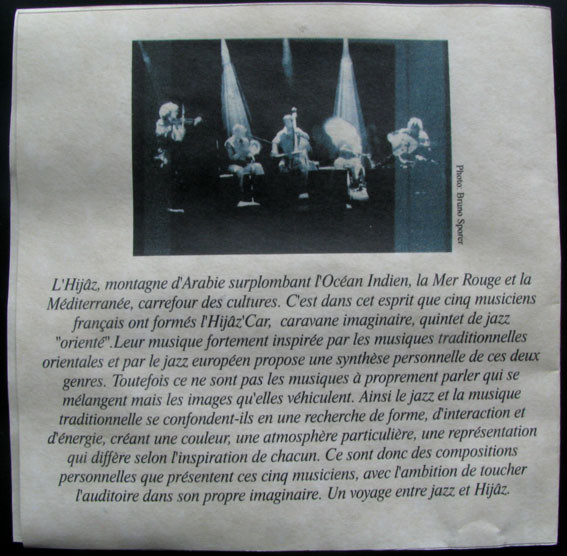 Photo: Bruno Sporer
L'Hijâz, montagne d'Arabie surplombant l'Océan Indien, la Mer Rouge et la
Méditerranée, carrefour des cultures. C'est dans cet esprit que cinq musiciens
français ont formés l'Hijâz'Car, caravane imaginaire, quintet de jazz
"orienté".Leur musique fortement inspirée par les musiques traditionnelles
orientales et par le jazz européen propose une synthèse personnelle de ces deux
genres. Toutefois ce ne sont pas les musiques à proprement parler qui se
mélangent mais les images qu'elles véhiculent. Ainsi le jazz et la musique
traditionnelle se confondent-ils en une recherche de forme, d'interaction et
d'énergie, créant une couleur, une atmosphère particulière, une représentation
qui diffère selon l'inspiration de chacun. Ce sont donc des compositions
personnelles que présentent ces cinq musiciens, avec l'ambition de toucher
l'auditoire dans son propre imaginaire. Un voyage entre jazz et Hijâz.